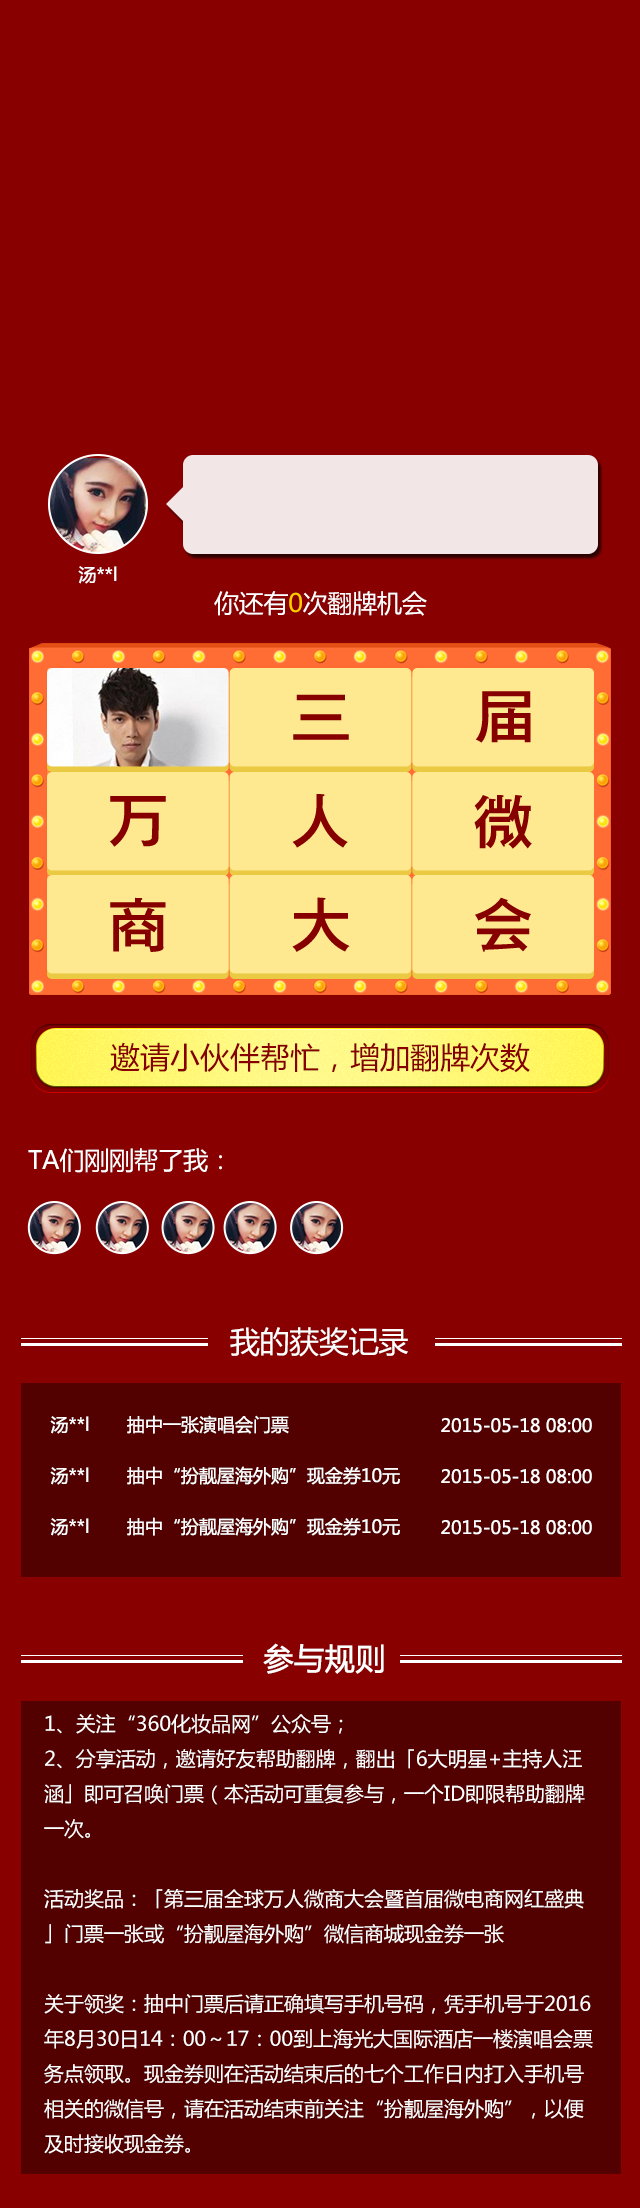 汤**l
你还有0次翻牌机会
三 届
万 人 微
商 大 会
邀请小伙伴帮忙，增加翻牌次数
TA们刚刚帮了我：
我的获奖记录
汤**l 抽中一张演唱会门票 2015-05-18 08:00
汤**l 抽中“扮靓屋海外购”现金券10元 2015-05-18 08:00
汤**l 抽中“扮靓屋海外购”现金券10元 2015-05-18 08:00
参与规则
1、关注“360化妆品网”公众号；
2、分享活动，邀请好友帮助翻牌，翻出「6大明星+主持人汪
涵」即可召唤门票（本活动可重复参与，一个ID即限帮助翻牌
一次。
活动奖品：「第三届全球万人微商大会暨首届微电商网红盛典
」门票一张或“扮靓屋海外购”微信商城现金券一张
关于领奖：抽中门票后请正确填写手机号码，凭手机号于2016
年8月30日14：00～17：00到上海光大国际酒店一楼演唱会票
务点领取。现金券则在活动结束后的七个工作日内打入手机号
相关的微信号，请在活动结束前关注“扮靓屋海外购”，以便
及时接收现金券。